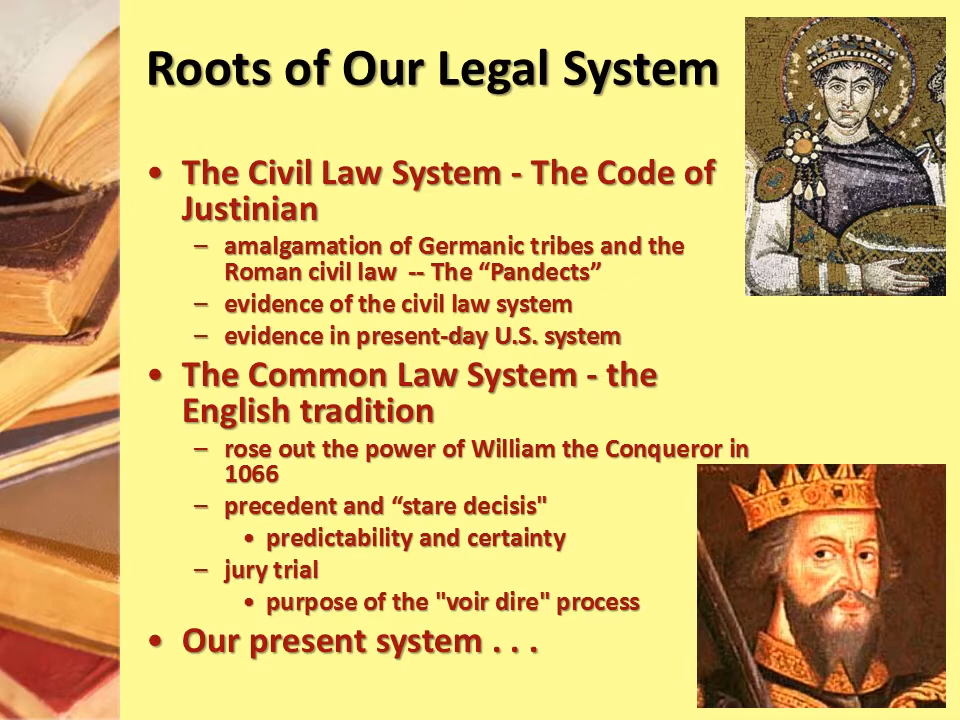 Roots of Our Legal System
• The Civil Law System - The Code of
Justinian
– amalgamation of Germanic tribes and the
Roman civil law -- The “Pandects”
– evidence of the civil law system
– evidence in present-day U.S. system
• The Common Law System - the
English tradition
– rose out the power of William the Conqueror in
1066
– precedent and “stare decisis"
• predictability and certainty
– jury trial
• purpose of the "voir dire" process
• Our present system . . .